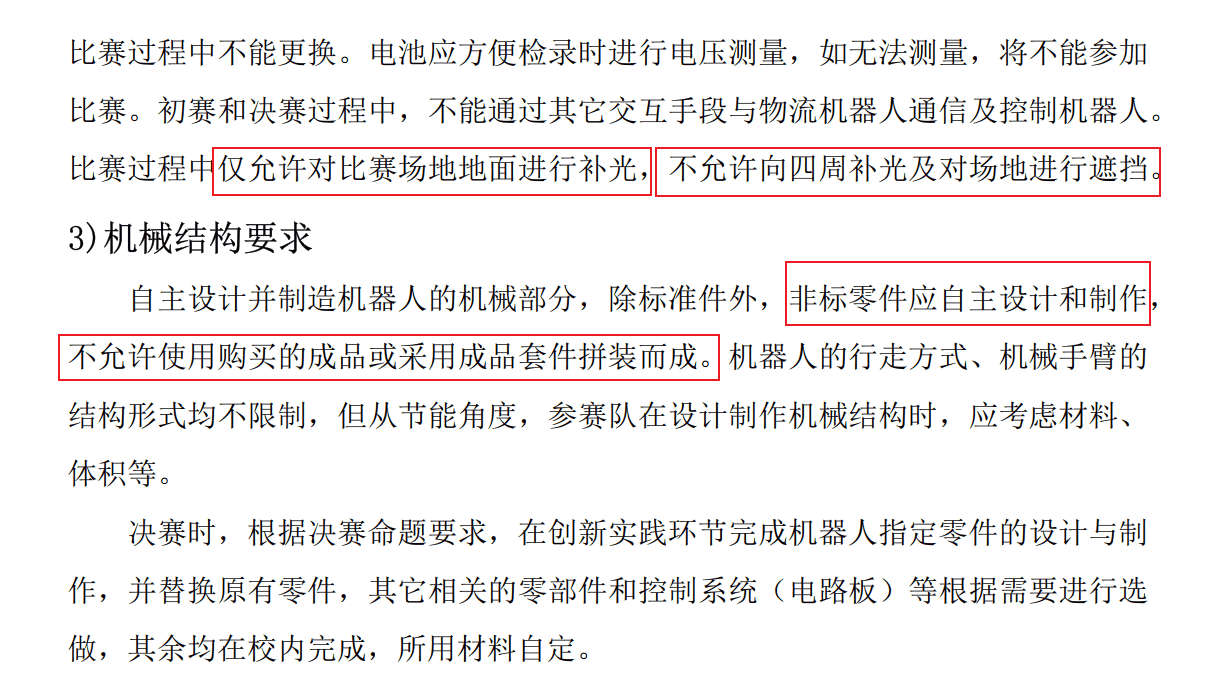 比赛过程中不能更换。电池应方便检录时进行电压测量，如无法测量，将不能参加
比赛。初赛和决赛过程中，不能通过其它交互手段与物流机器人通信及控制机器人。
比赛过程中仅允许对比赛场地地面进行补光，不允许向四周补光及对场地进行遮挡。
3)机械结构要求
自主设计并制造机器人的机械部分，除标准件外，非标零件应自主设计和制作，
不允许使用购买的成品或采用成品套件拼装而成。机器人的行走方式、机械手臂的
结构形式均不限制，但从节能角度，参赛队在设计制作机械结构时，应考虑材料、
体积等。
决赛时，根据决赛命题要求，在创新实践环节完成机器人指定零件的设计与制
作，并替换原有零件，其它相关的零部件和控制系统（电路板）等根据需要进行选
做，其余均在校内完成，所用材料自定。